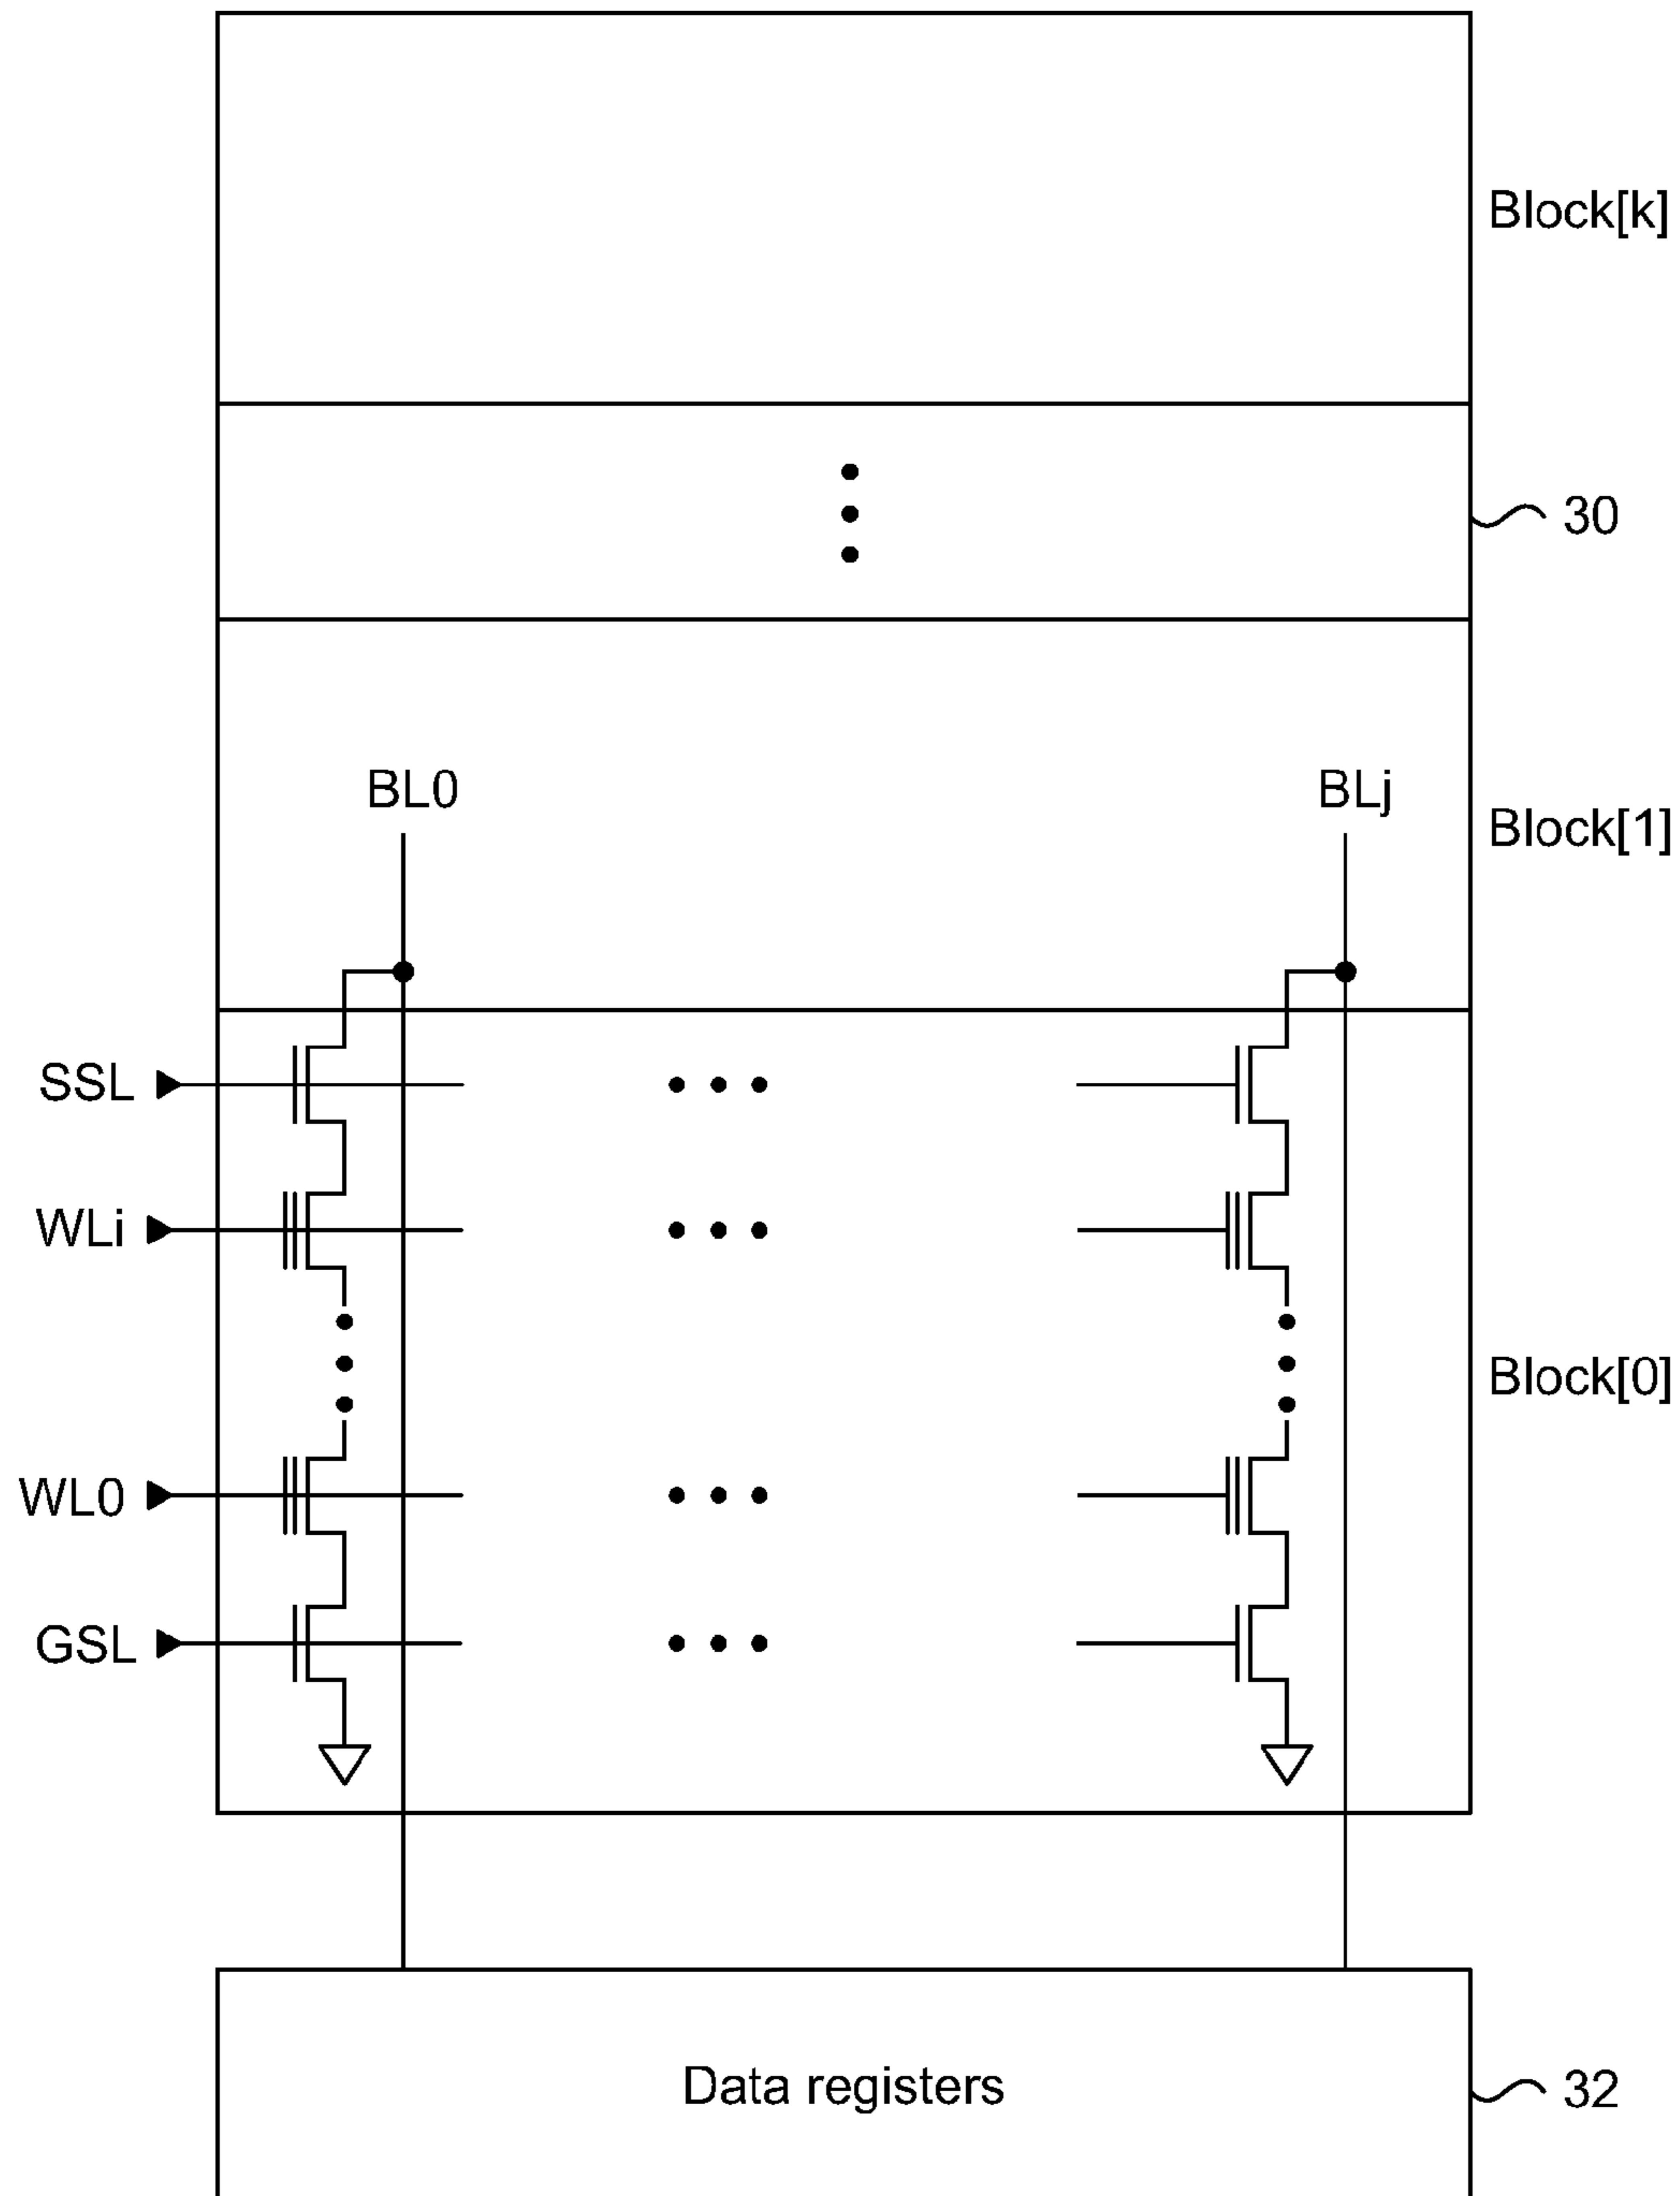 Block[k]
30
BL0
BLj
Block[1]
SSL
WLi
Block[0]
WL0
GSL
Data registers
32